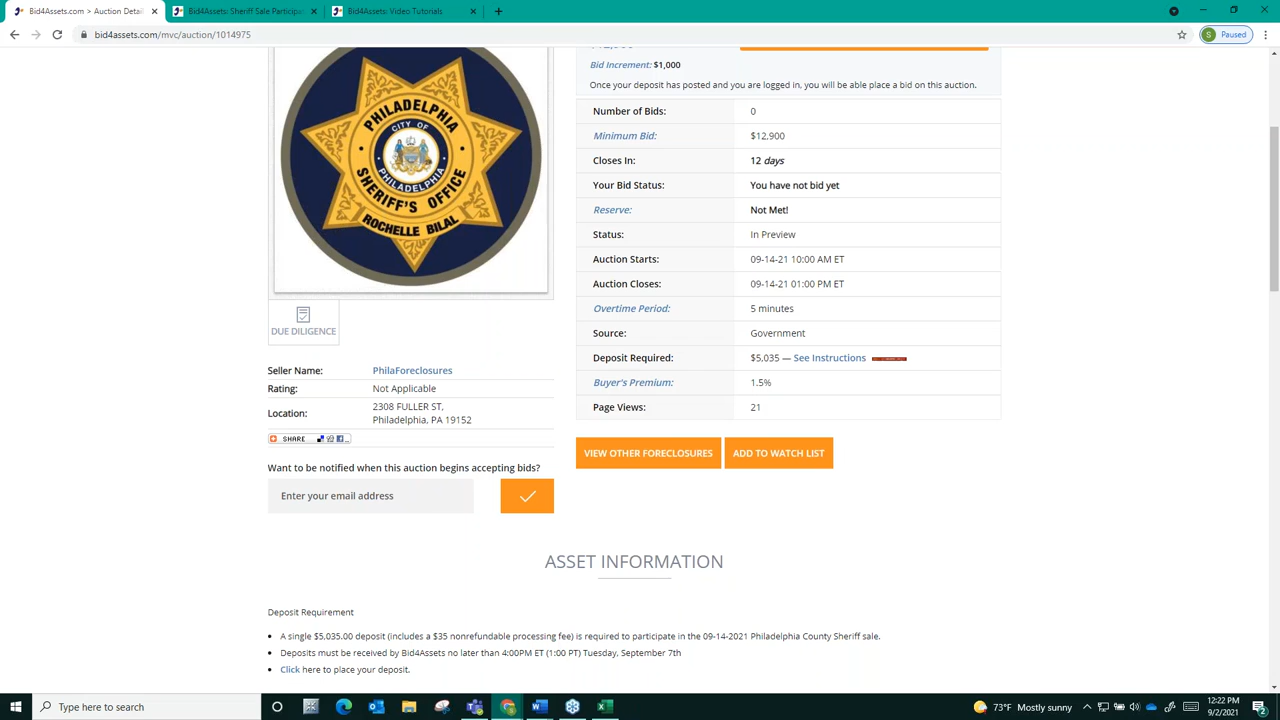 Bid4Assets.com > Auction Detail
Bid4Assets: Sheriff Sale Participa
Bid4Assets: Video Tutorials
bid4assets.com/mvc/auction/1014975
S Paused
PHILADELPHIA
CITY OF
PHILADELPHIA
SHERIFF'S OFFICE
ROCHELLE BILAL
DUE DILIGENCE
Seller Name: PhilaForeclosures
Rating: Not Applicable
Location: 2308 FULLER ST,
Philadelphia, PA 19152
SHARE
Want to be notified when this auction begins accepting bids?
Enter your email address
Bid Increment: $1,000
Once your deposit has posted and you are logged in, you will be able place a bid on this auction.
Number of Bids: 0
Minimum Bid: $12,900
Closes In: 12 days
Your Bid Status: You have not bid yet
Reserve: Not Met!
Status: In Preview
Auction Starts: 09-14-21 10:00 AM ET
Auction Closes: 09-14-21 01:00 PM ET
Overtime Period: 5 minutes
Source: Government
Deposit Required: $5,035 — See Instructions
Buyer's Premium: 1.5%
Page Views: 21
VIEW OTHER FORECLOSURES ADD TO WATCH LIST
ASSET INFORMATION
Deposit Requirement
• A single $5,035.00 deposit (includes a $35 nonrefundable processing fee) is required to participate in the 09-14-2021 Philadelphia County Sheriff sale.
• Deposits must be received by Bid4Assets no later than 4:00PM ET (1:00 PT) Tuesday, September 7th
• Click here to place your deposit.
Type here to search
73°F Mostly sunny
12:22 PM
9/2/2021
2